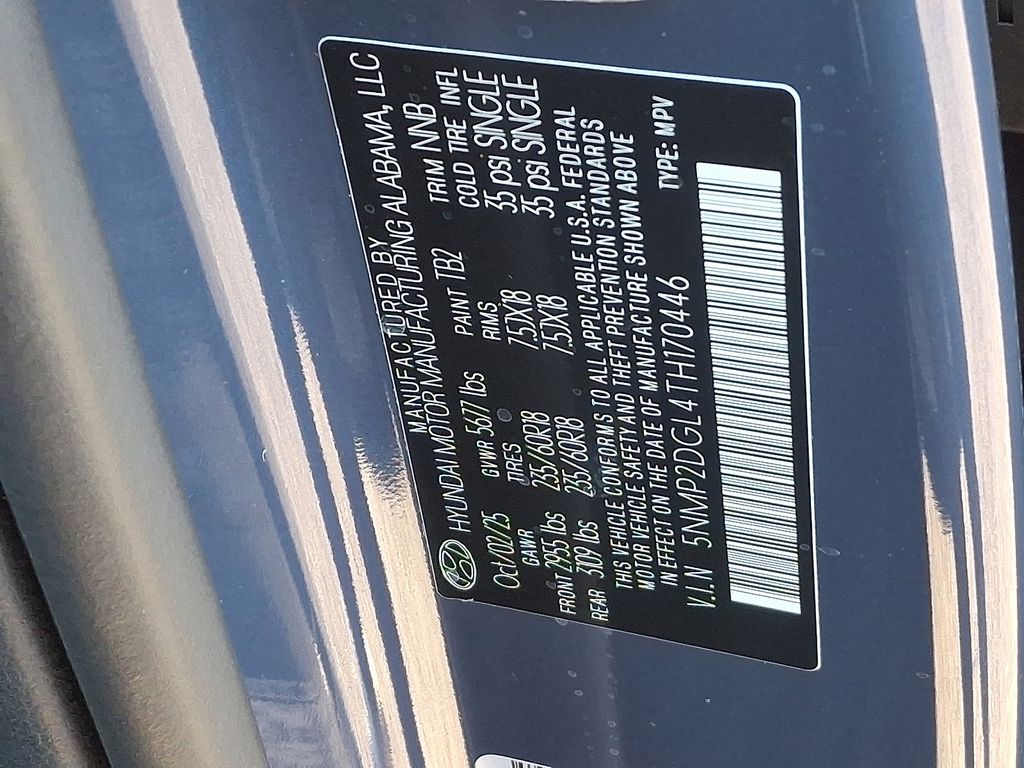 MANUFACTURED BY
HYUNDAI MOTOR MANUFACTURING ALABAMA, LLC
Oct/02/25 GVWR 5677 lbs PAINT TB2 TRIM NNB
GAWR TIRES RIMS COLD TIRE INFL
FRONT 2955 lbs 235/60R18 7.5JX18 35 psi SINGLE
REAR 3109 lbs 235/60R18 7.5JX18 35 psi SINGLE
THIS VEHICLE CONFORMS TO ALL APPLICABLE U.S.A. FEDERAL
MOTOR VEHICLE SAFETY AND THEFT PREVENTION STANDARDS
IN EFFECT ON THE DATE OF MANUFACTURE SHOWN ABOVE
V.I.N 5NMP2DGL4TH170446 TYPE: MPV